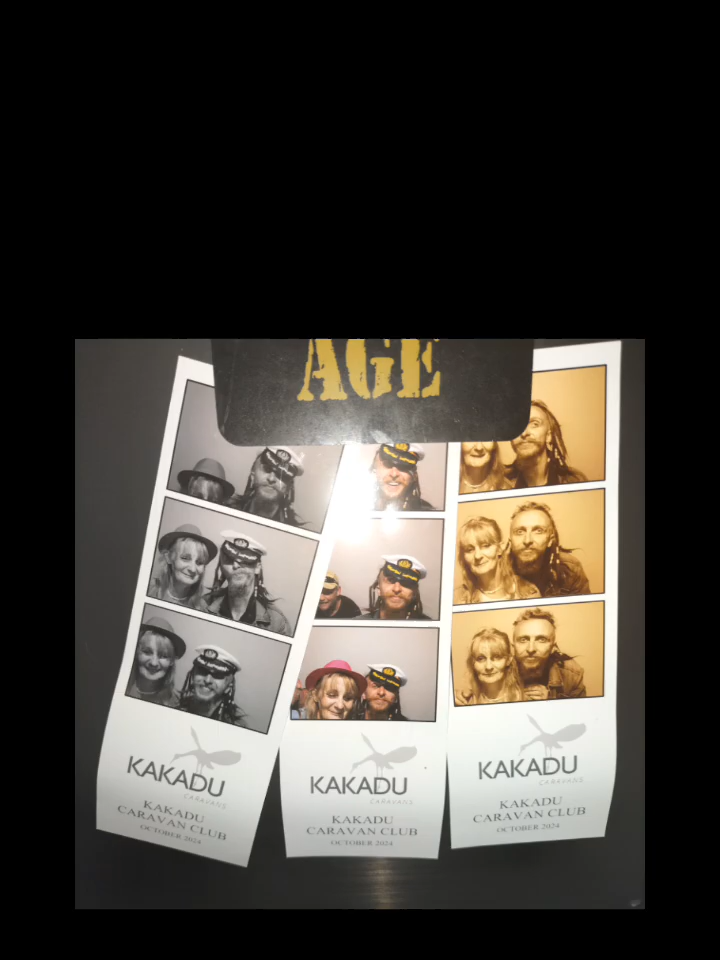 AGE
KAKADU
CARAVANS
KAKADU
CARAVAN CLUB
OCTOBER 2024
KAKADU
CARAVANS
KAKADU
CARAVAN CLUB
OCTOBER 2024
KAKADU
CARAVANS
KAKADU
CARAVAN CLUB
OCTOBER 2024